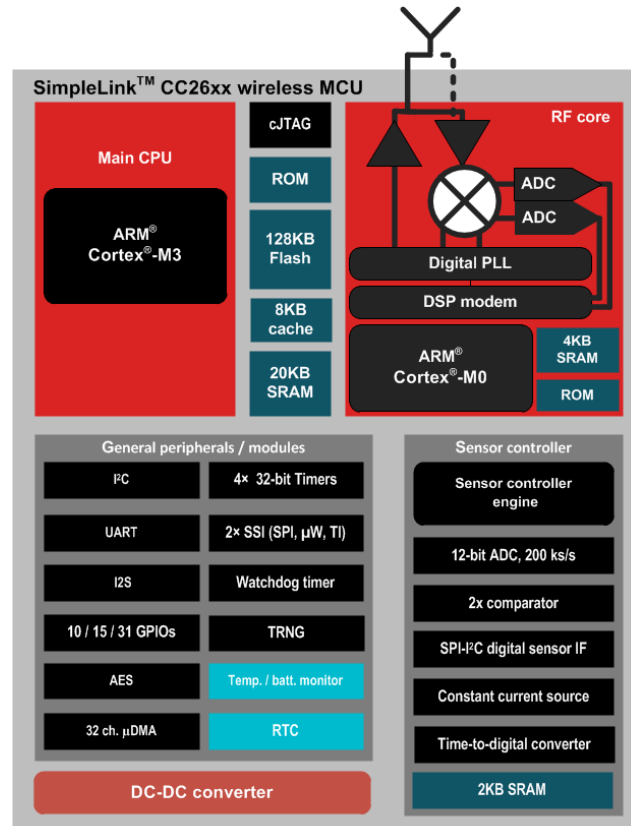 SimpleLink™ CC26xx wireless MCU
Main CPU
ARM®
Cortex®-M3
cJTAG
ROM
128KB
Flash
8KB
cache
20KB
SRAM
RF core
ADC
ADC
Digital PLL
DSP modem
ARM®
Cortex®-M0
4KB
SRAM
ROM
General peripherals / modules
I²C
4× 32-bit Timers
UART
2× SSI (SPI, µW, TI)
I2S
Watchdog timer
10 / 15 / 31 GPIOs
TRNG
AES
Temp. / batt. monitor
32 ch. µDMA
RTC
Sensor controller
Sensor controller
engine
12-bit ADC, 200 ks/s
2x comparator
SPI-I²C digital sensor IF
Constant current source
Time-to-digital converter
2KB SRAM
DC-DC converter